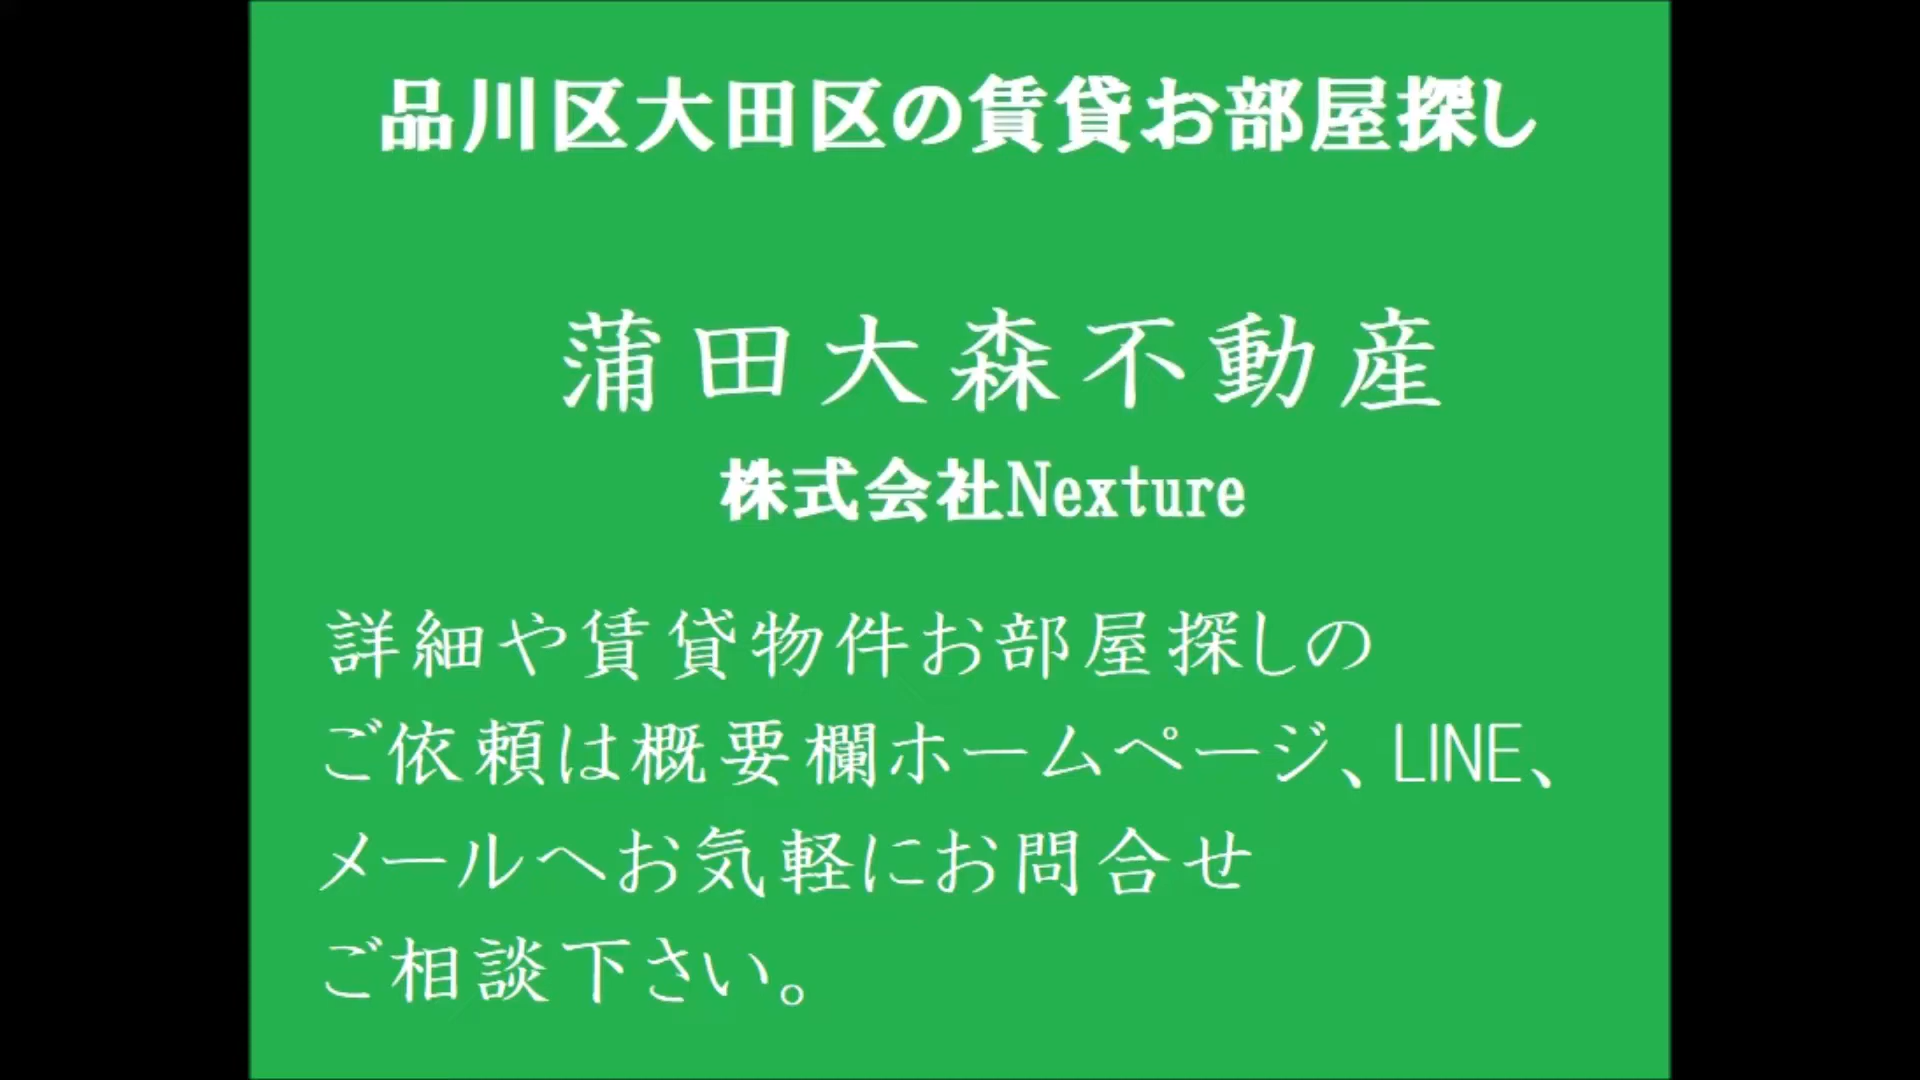 品川区大田区の賃貸お部屋探し
蒲田大森不動産
株式会社Nexture
詳細や賃貸物件お部屋探しの
ご依頼は概要欄ホームページ、LINE、
メールへお気軽にお問合せ
ご相談下さい。